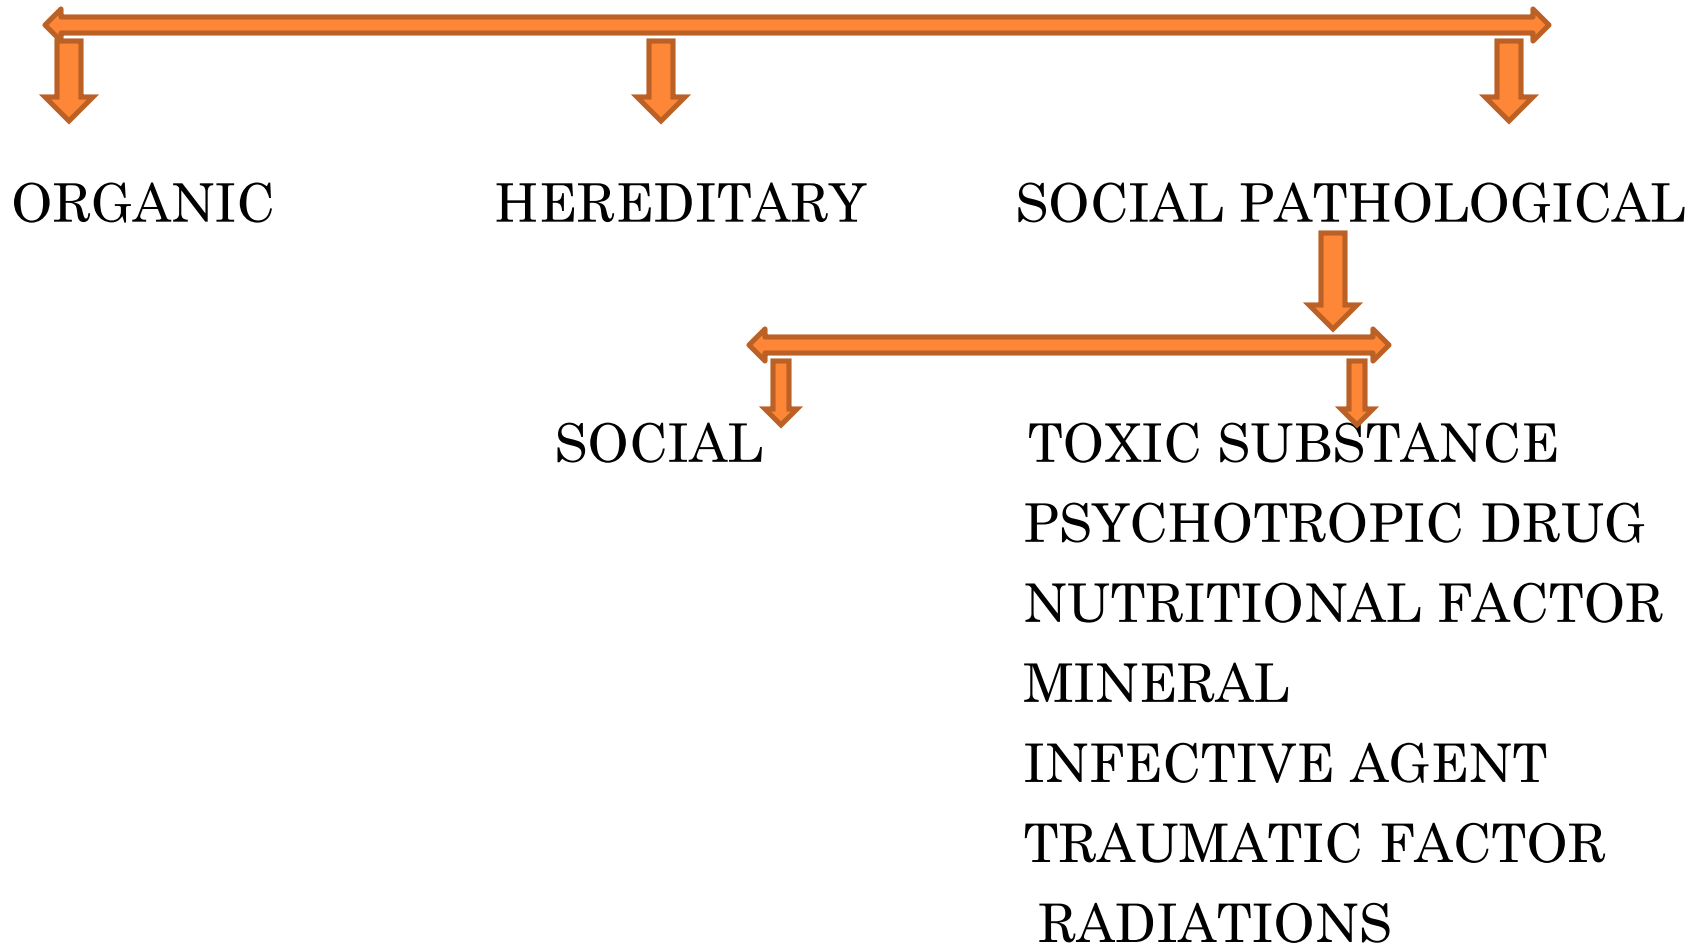 ORGANIC HEREDITARY SOCIAL PATHOLOGICAL
SOCIAL TOXIC SUBSTANCE
PSYCHOTROPIC DRUG
NUTRITIONAL FACTOR
MINERAL
INFECTIVE AGENT
TRAUMATIC FACTOR
RADIATIONS